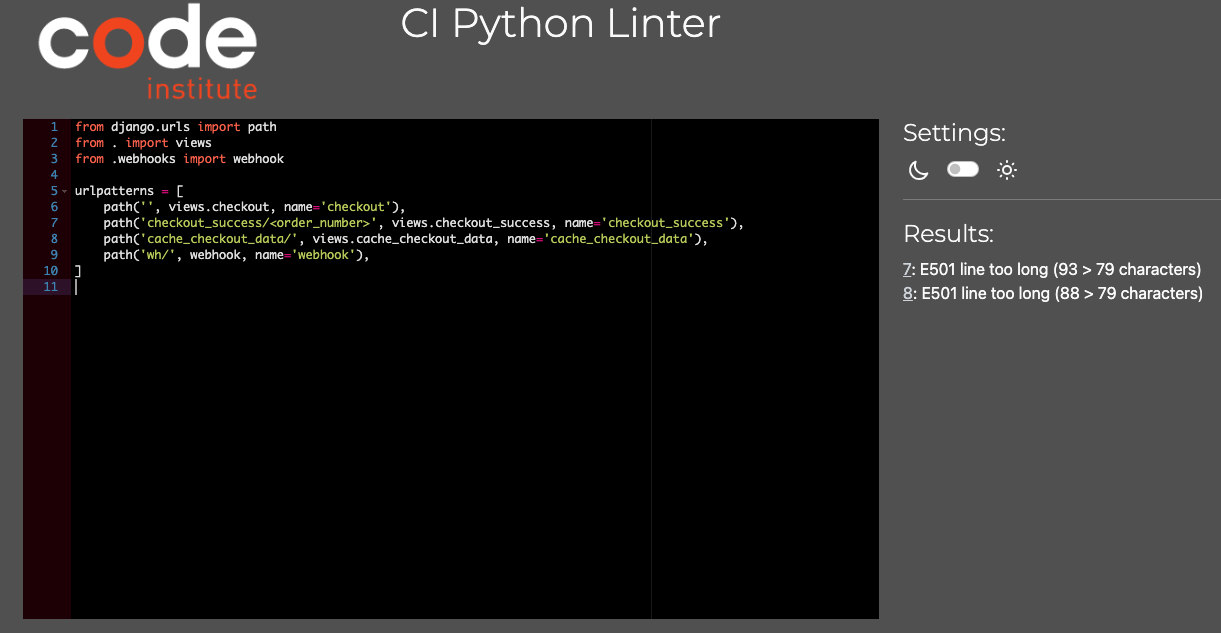 code
institute
CI Python Linter
1 from django.urls import path
2 from . import views
3 from .webhooks import webhook
4
5 urlpatterns = [
6     path('', views.checkout, name='checkout'),
7     path('checkout_success/<order_number>', views.checkout_success, name='checkout_success'),
8     path('cache_checkout_data/', views.cache_checkout_data, name='cache_checkout_data'),
9     path('wh/', webhook, name='webhook'),
10 ]
11
Settings:
Results:
7: E501 line too long (93 > 79 characters)
8: E501 line too long (88 > 79 characters)